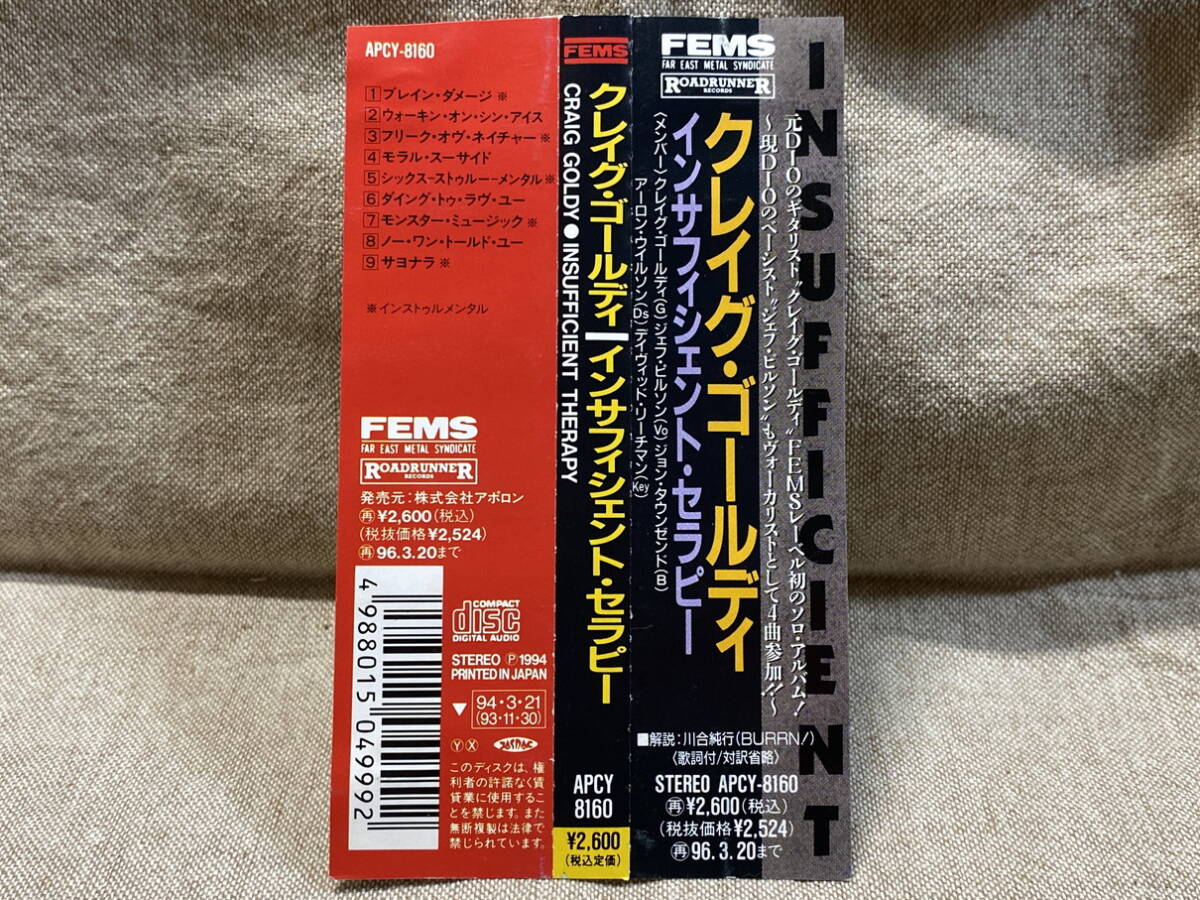 APCY-8160
1 ブレイン・ダメージ ※
2 ウォーキン・オン・シン・アイス
3 フリーク・オヴ・ネイチャー ※
4 モラル・スーサイド
5 シックス-ストゥルーメンタル ※
6 ダイング・トゥ・ラヴ・ユー
7 モンスター・ミュージック ※
8 ノー・ワン・トールド・ユー
9 サヨナラ ※
※インストゥルメンタル
FEMS
FAR EAST METAL SYNDICATE
ROADRUNNER
RECORDS
発売元:株式会社アポロン
再¥2,600(税込)
(税抜価格¥2,524)
再96.3.20まで
4988015049992
COMPACT
disc
DIGITAL AUDIO
STEREO Ⓟ 1994
PRINTED IN JAPAN
▼ 94・3・21
(93・11・30)
Ⓨ Ⓧ JASRAC
このディスクは、権
利者の許諾なく賃
貸業に使用するこ
とを禁じます。また
無断複製は法律で
禁じられています。
FEMS
クレイグ・ゴールディ|インサフィシェント・セラピー
CRAIG GOLDY ● INSUFFICIENT THERAPY
APCY
8160
¥2,600
(税込定価)
FEMS
FAR EAST METAL SYNDICATE
ROADRUNNER
RECORDS
INSUFFICIENT
元DIOのギタリスト“クレイグ・ゴールディ”FEMSレーベル初のソロ・アルバム!
〜現DIOのベーシスト“ジェフ・ピルソン”もヴォーカリストとして4曲参加!!〜
クレイグ・ゴールディ
インサフィシェント・セラピー
〈メンバー〉クレイグ・ゴールディ(G) ジェフ・ピルソン(Vo) ジョン・タウンゼンド(B)
アーロン・ウイルソン(Ds) デイヴィッド・リーチマン(Key)
■解説:川合純行(BURRN!)
〈歌詞付/対訳省略〉
STEREO APCY-8160
再¥2,600(税込)
(税抜価格¥2,524)
再96.3.20まで